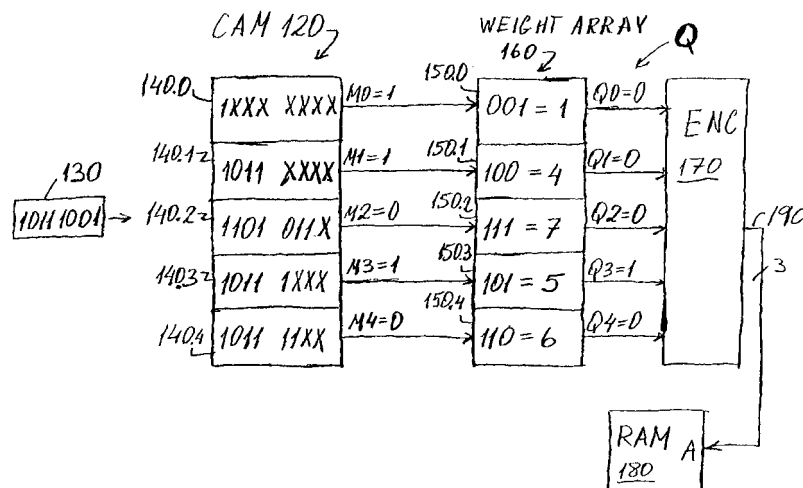 CAM 120
WEIGHT ARRAY
160
Q
140.0
1XXX XXXX
M0=1
150.0
001 = 1
Q0=0
ENC
170
140.1
1011 XXXX
M1=1
150.1
100 = 4
Q1=0
130
10111001
140.2
1101 011X
M2=0
150.2
111 = 7
Q2=0
190
140.3
1011 1XXX
M3=1
150.3
101 = 5
Q3=1
3
140.4
1011 11XX
M4=0
150.4
110 = 6
Q4=0
RAM A
180